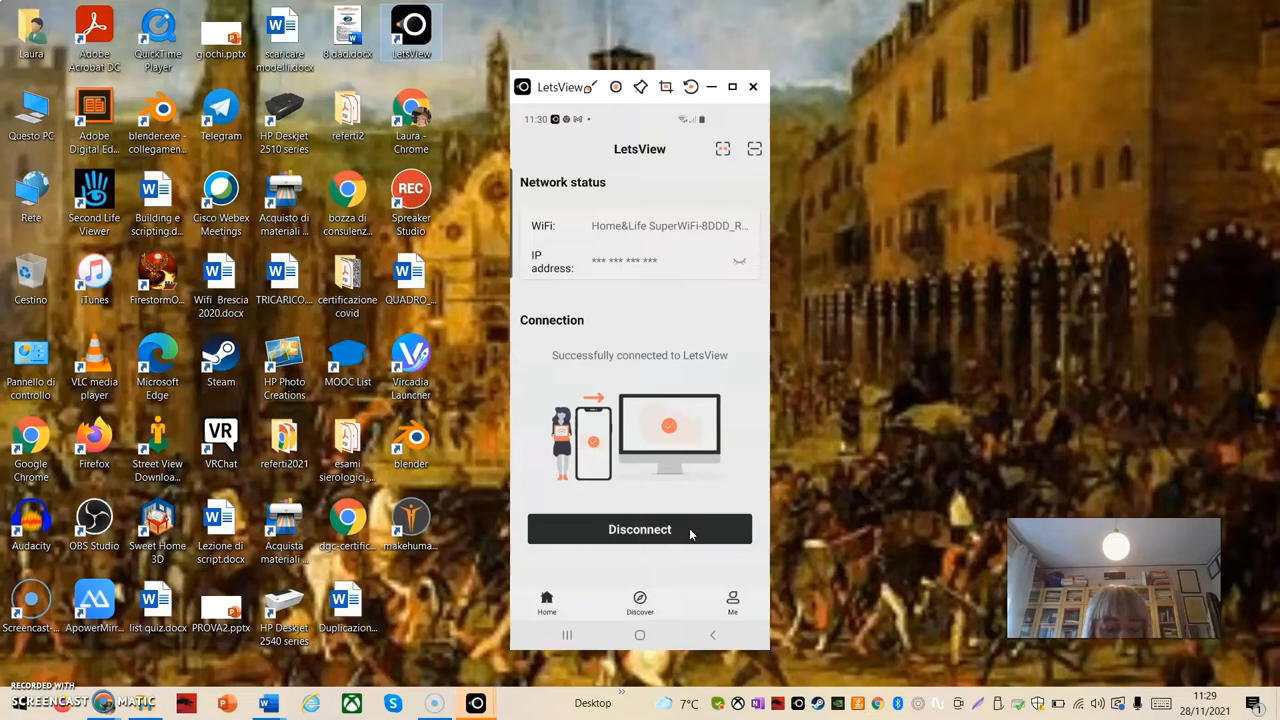 Laura
Adobe
Acrobat DC
QuickTime
Player
giochi.pptx
scaricare
modelli.docx
8.dad.docx
LetsView
Questo PC
Adobe
Digital Ed...
blender.exe -
collegamen...
Telegram
HP Deskjet
2510 series
referti2
Laura -
Chrome
Rete
Second Life
Viewer
Building e
scripting.d...
Cisco Webex
Meetings
Acquisto di
materiali ...
bozza di
consulenz...
REC
Spreaker
Studio
Cestino
iTunes
FirestormO...
Wifi Brescia
2020.docx
TRICARICO....
certificazione
covid
QUADRO_...
Pannello di
controllo
VLC media
player
Microsoft
Edge
Steam
HP Photo
Creations
MOOC List
Vircadia
Launcher
Google
Chrome
Firefox
Street View
Downloa...
VR
VRChat
referti2021
esami
sierologici_...
blender
Audacity
OBS Studio
Sweet Home
3D
Lezione di
script.docx
Acquista
materiali ...
dgc-certific...
makehuma...
Screencast-...
ApowerMirr...
list quiz.docx
PROVA2.pptx
HP Deskjet
2540 series
Duplicazion...
LetsView
11:30
LetsView
Network status
WiFi: Home&Life SuperWiFi-8DDD_R...
IP
address: *** *** *** ***
Connection
Successfully connected to LetsView
Disconnect
Home Discover Me
RECORDED WITH
SCREENCAST MATIC
Desktop
»
7°C
11:29
28/11/2021
1